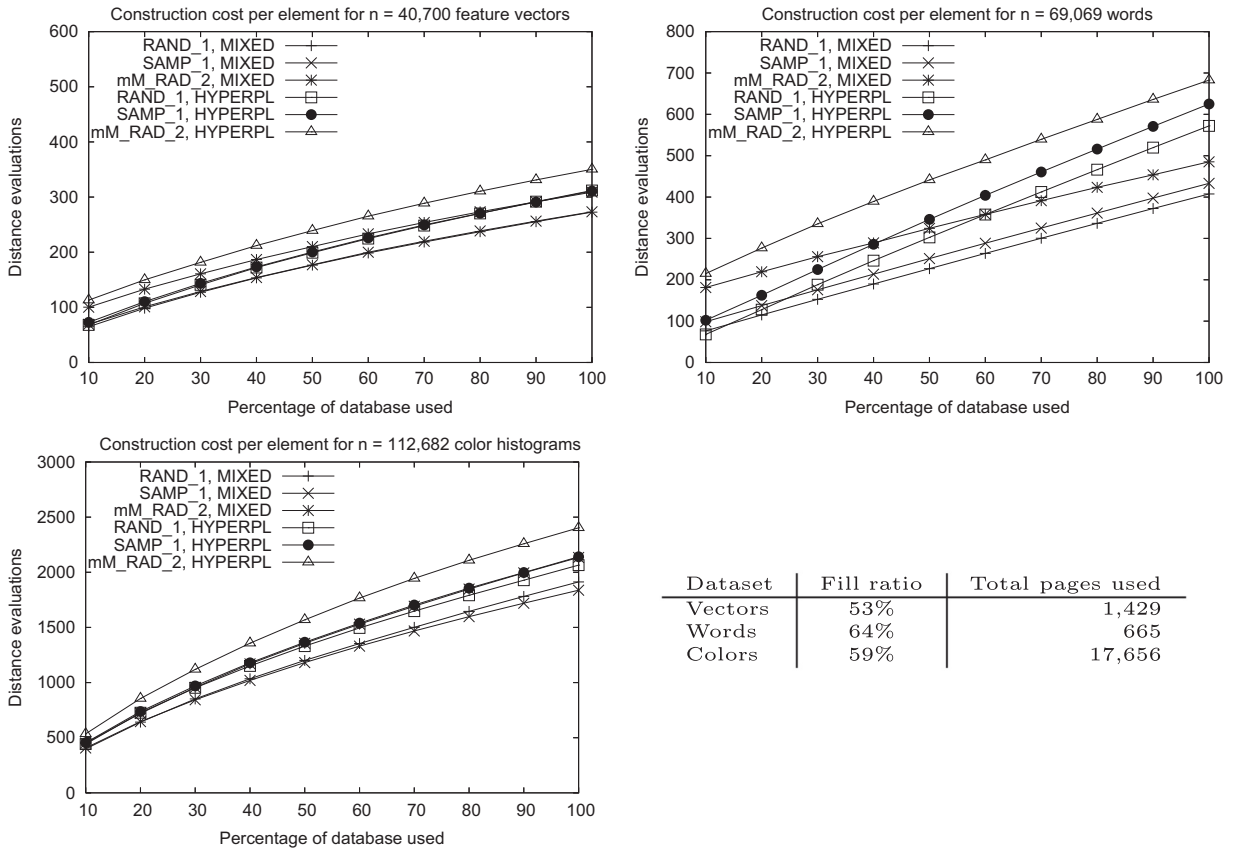 Construction cost per element for n = 40,700 feature vectors
600
500
400
300
200
100
0
10 20 30 40 50 60 70 80 90 100
Distance evaluations
Percentage of database used
RAND_1, MIXED
SAMP_1, MIXED
mM_RAD_2, MIXED
RAND_1, HYPERPL
SAMP_1, HYPERPL
mM_RAD_2, HYPERPL
Construction cost per element for n = 69,069 words
800
700
600
500
400
300
200
100
0
10 20 30 40 50 60 70 80 90 100
Distance evaluations
Percentage of database used
RAND_1, MIXED
SAMP_1, MIXED
mM_RAD_2, MIXED
RAND_1, HYPERPL
SAMP_1, HYPERPL
mM_RAD_2, HYPERPL
Construction cost per element for n = 112,682 color histograms
3000
2500
2000
1500
1000
500
0
10 20 30 40 50 60 70 80 90 100
Distance evaluations
Percentage of database used
RAND_1, MIXED
SAMP_1, MIXED
mM_RAD_2, MIXED
RAND_1, HYPERPL
SAMP_1, HYPERPL
mM_RAD_2, HYPERPL
Dataset Fill ratio Total pages used
Vectors 53% 1,429
Words 64% 665
Colors 59% 17,656